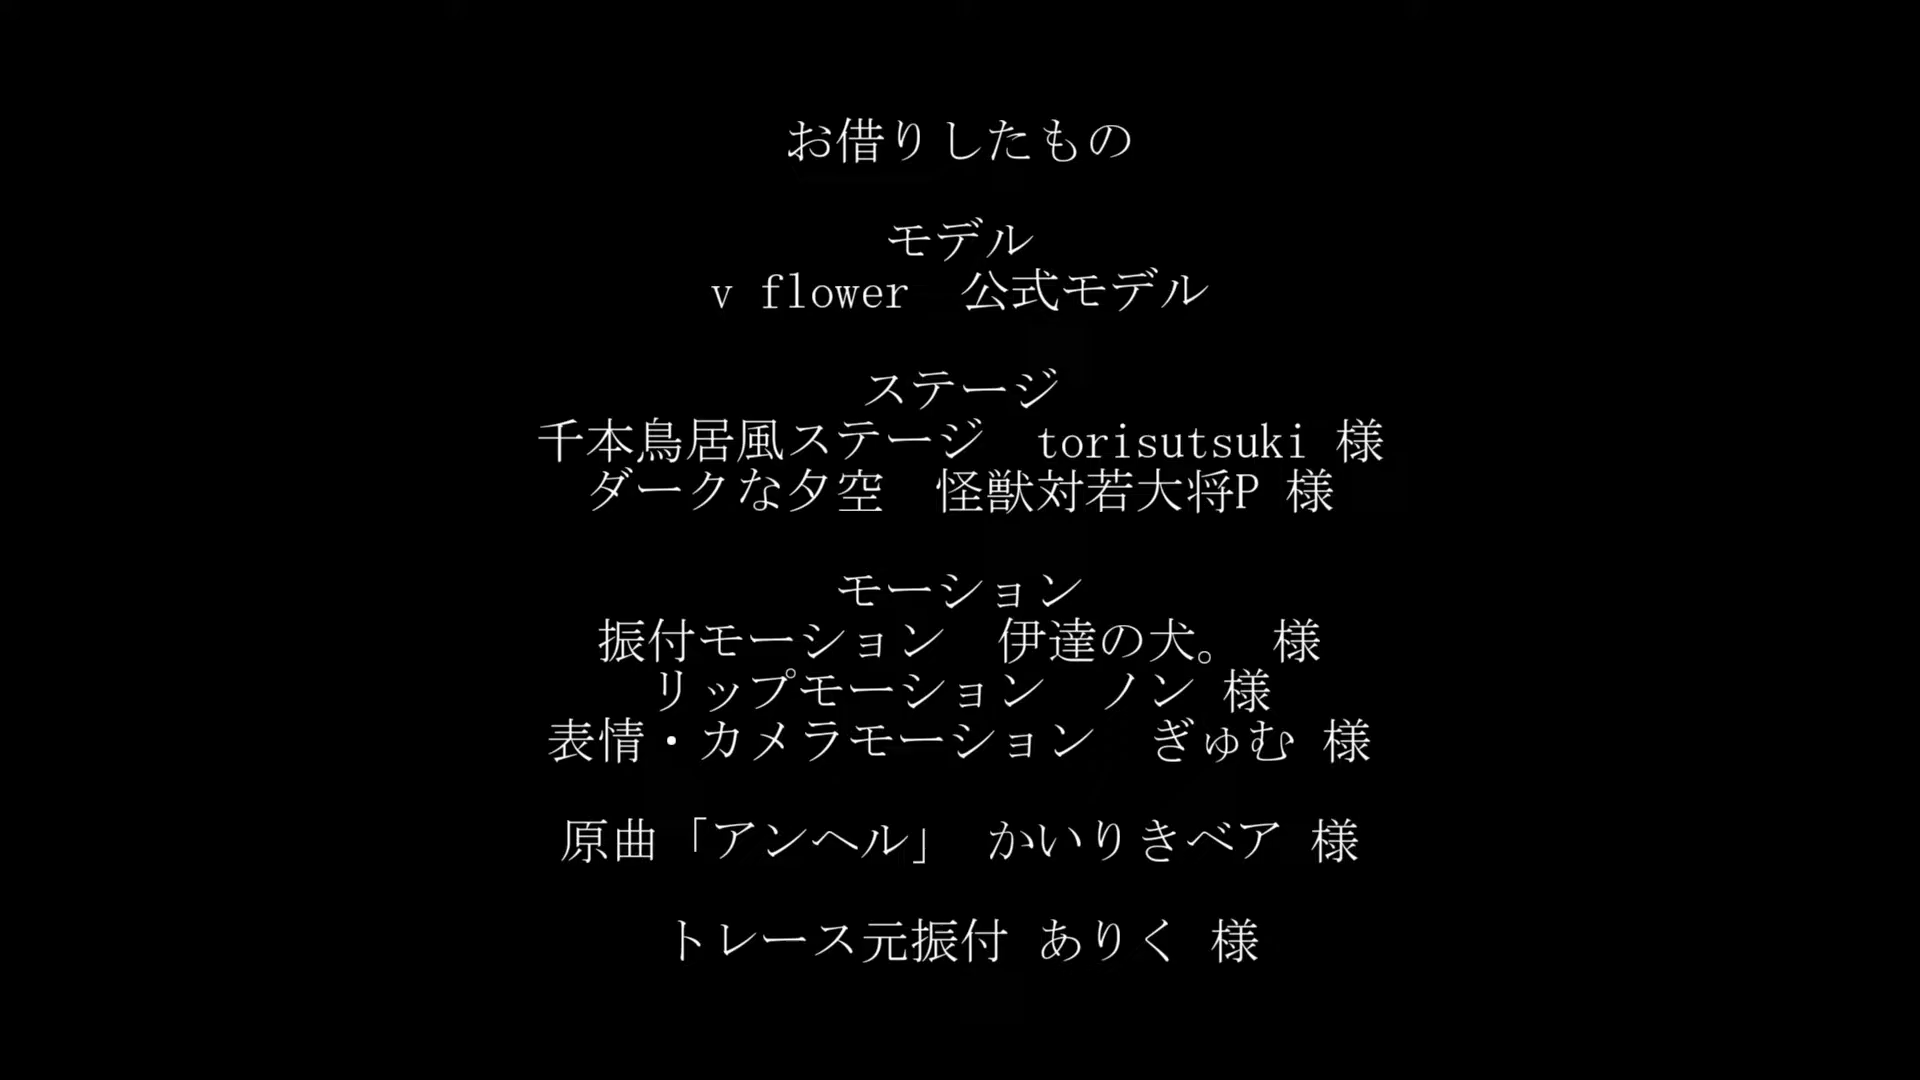 お借りしたもの
モデル
v flower　公式モデル
ステージ
千本鳥居風ステージ　torisutsuki 様
ダークな夕空　怪獣対若大将P 様
モーション
振付モーション　伊達の犬。 様
リップモーション　ノン 様
表情・カメラモーション　ぎゅむ 様
原曲「アンヘル」 かいりきベア 様
トレース元振付 ありく 様